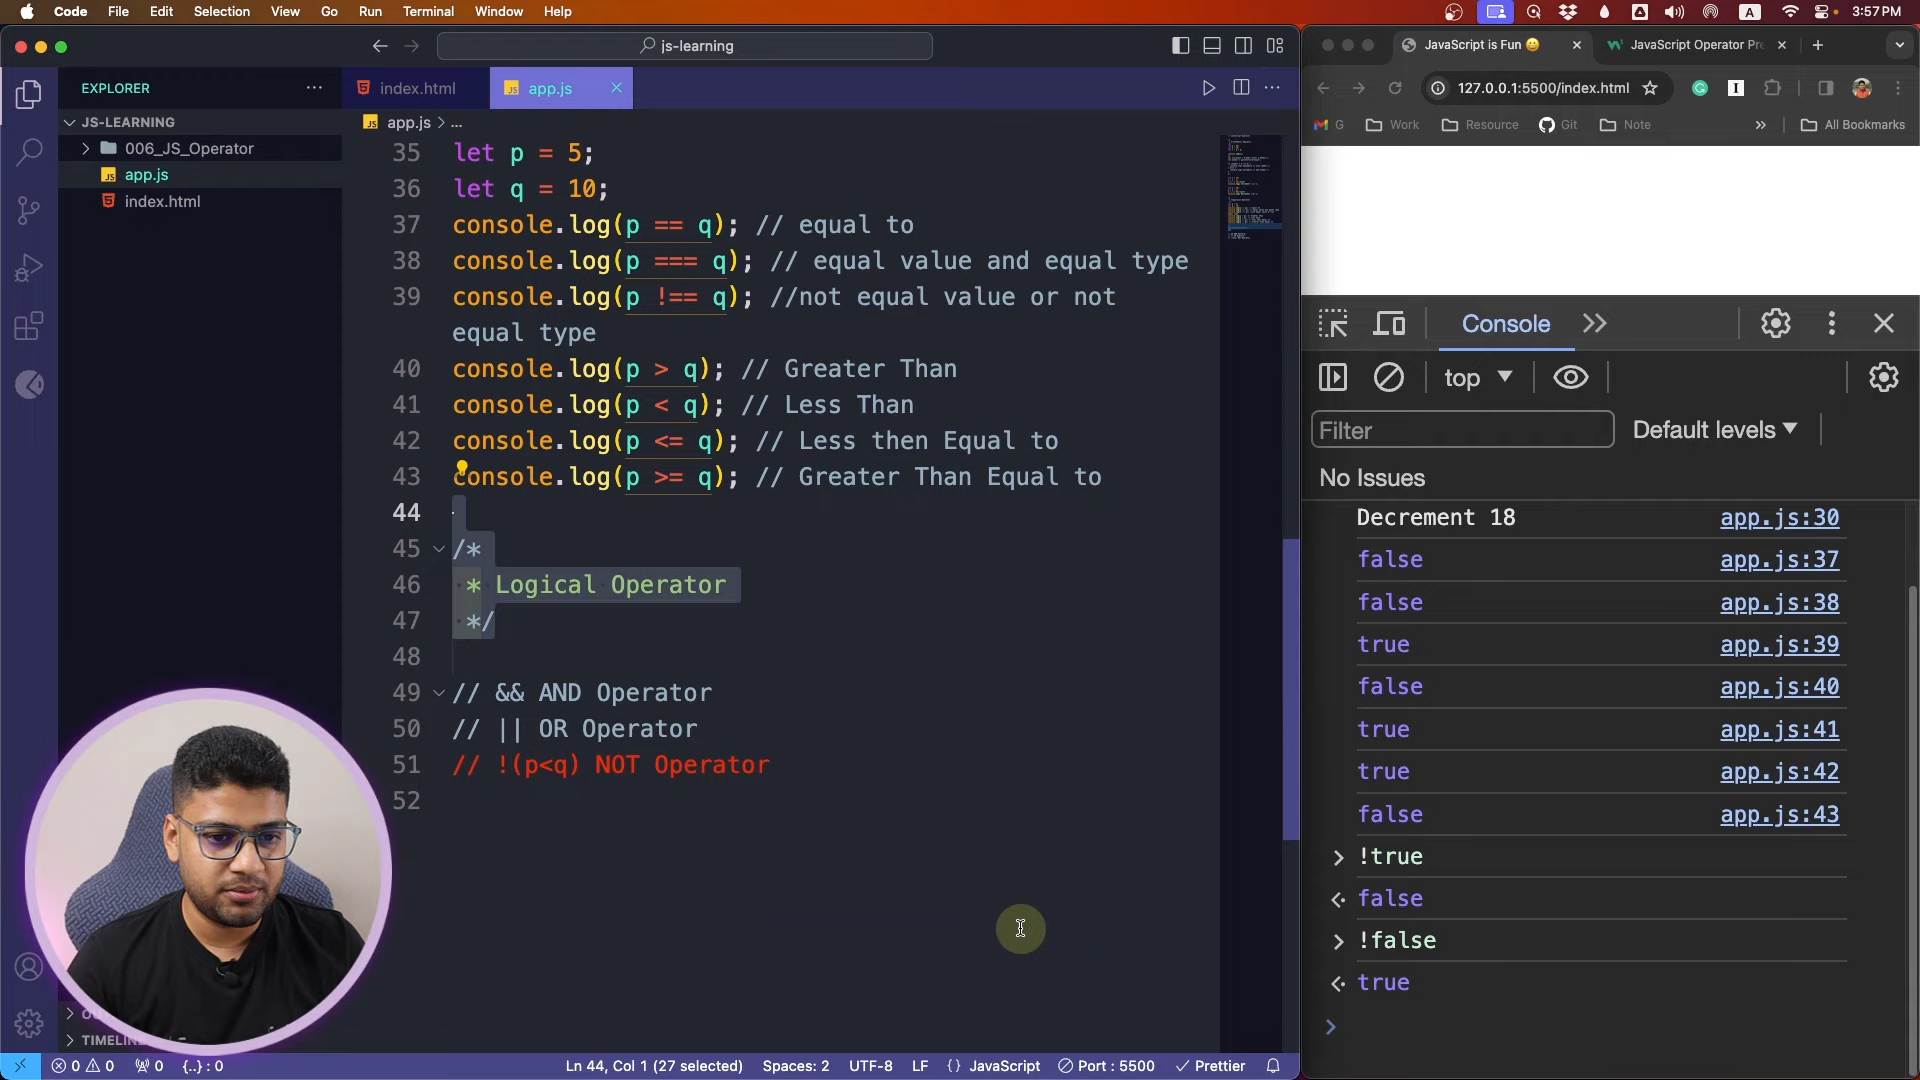 Code File Edit Selection View Go Run Terminal Window Help
A 3:57 PM
js-learning
JavaScript is Fun 😀
JavaScript Operator Pre
EXPLORER
index.html
app.js
127.0.0.1:5500/index.html
JS-LEARNING
app.js > ...
G Work Resource Git Note » All Bookmarks
006_JS_Operator
app.js
index.html
35 let p = 5;
36 let q = 10;
37 console.log(p == q); // equal to
38 console.log(p === q); // equal value and equal type
39 console.log(p !== q); //not equal value or not
equal type
40 console.log(p > q); // Greater Than
41 console.log(p < q); // Less Than
42 console.log(p <= q); // Less then Equal to
43 console.log(p >= q); // Greater Than Equal to
44
45 /*
46 * Logical Operator
47 */
48
49 // && AND Operator
50 // || OR Operator
51 // !(p<q) NOT Operator
52
Console
top
Filter
Default levels
No Issues
Decrement 18 app.js:30
false app.js:37
false app.js:38
true app.js:39
false app.js:40
true app.js:41
true app.js:42
false app.js:43
> !true
false
> !false
true
>
TIMELINE
0 0 0 {..} : 0
Ln 44, Col 1 (27 selected) Spaces: 2 UTF-8 LF {} JavaScript Port : 5500 Prettier